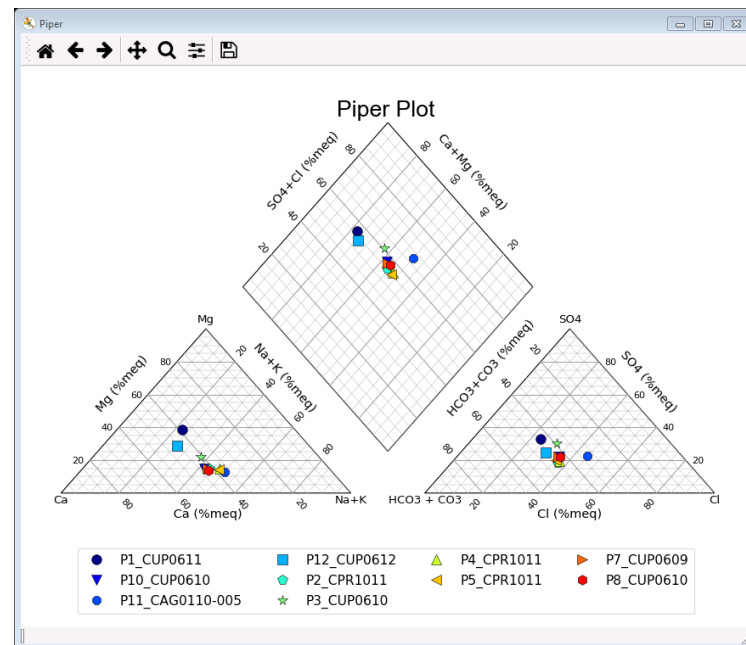 Piper
Piper Plot
SO4+Cl (%meq)
Ca+Mg (%meq)
80
60
40
20
80
60
40
20
Mg
SO4
Mg (%meq)
Na+K (%meq)
HCO3+CO3 (%meq)
SO4 (%meq)
80
60
40
20
20
40
60
80
20
40
60
80
80
60
40
20
Ca
80
60
40
20
Na+K
HCO3 + CO3
20
40
60
80
Cl
Ca (%meq)
Cl (%meq)
P1_CUP0611
P12_CUP0612
P4_CPR1011
P7_CUP0609
P10_CUP0610
P2_CPR1011
P5_CPR1011
P8_CUP0610
P11_CAG0110-005
P3_CUP0610